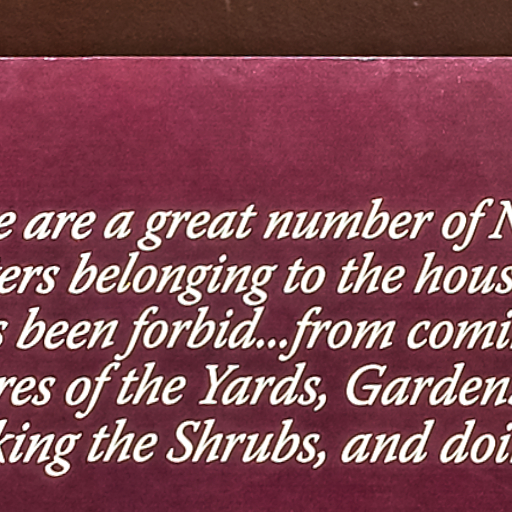 e are a great number of N
ers belonging to the hous
s been forbid...from comi
res of the Yards, Gardens
king the Shrubs, and doi